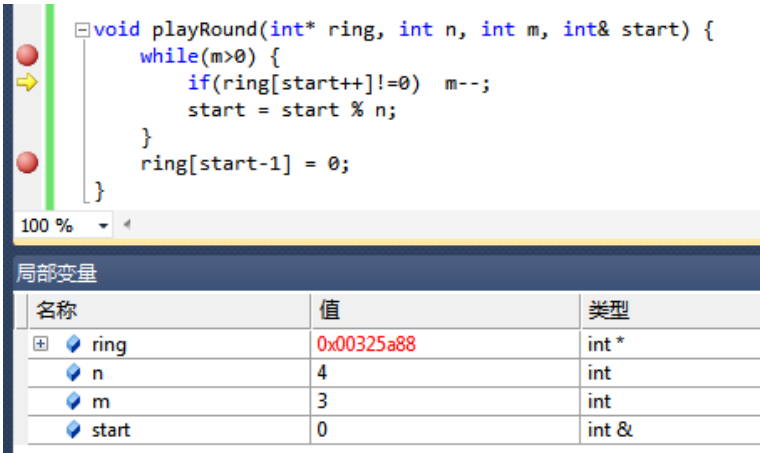 void playRound(int* ring, int n, int m, int& start) {
while(m>0) {
if(ring[start++]!=0) m--;
start = start % n;
}
ring[start-1] = 0;
}
100 %
局部变量
名称 值 类型
ring 0x00325a88 int *
n 4 int
m 3 int
start 0 int &